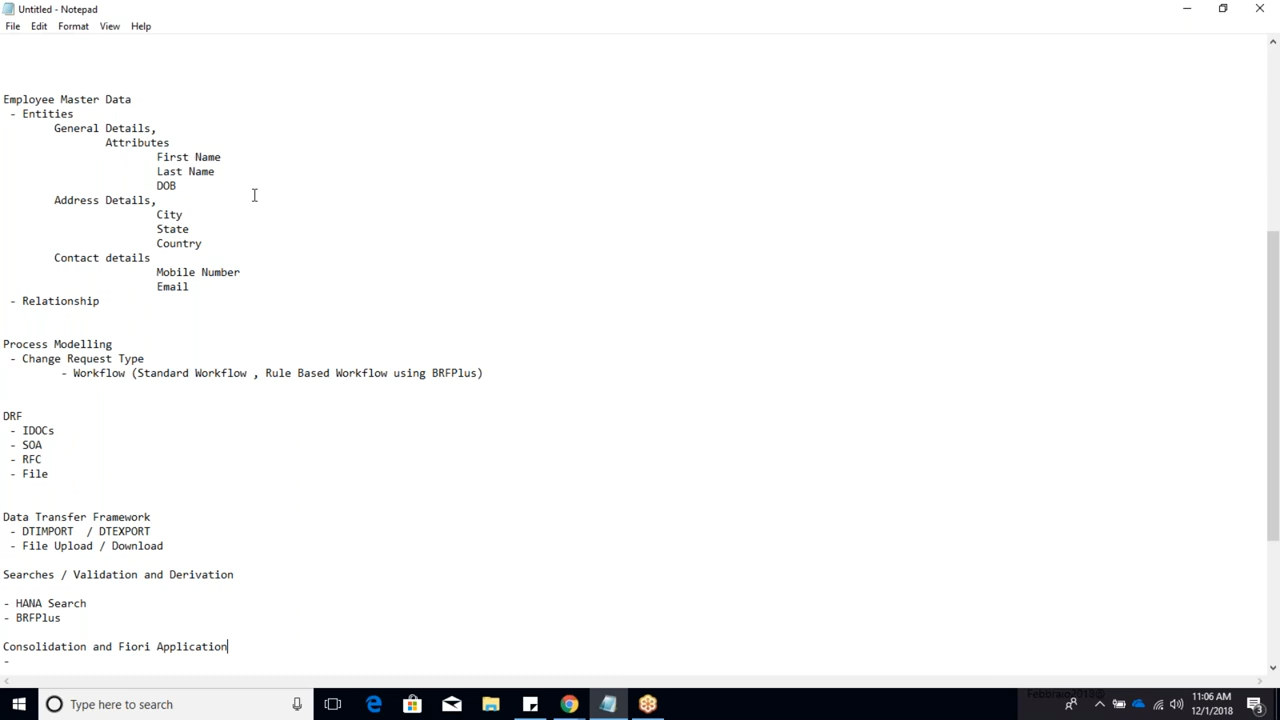 Untitled - Notepad
File Edit Format View Help
Employee Master Data
- Entities
General Details,
Attributes
First Name
Last Name
DOB
Address Details,
City
State
Country
Contact details
Mobile Number
Email
- Relationship
Process Modelling
- Change Request Type
- Workflow (Standard Workflow , Rule Based Workflow using BRFPlus)
DRF
- IDOCs
- SOA
- RFC
- File
Data Transfer Framework
- DTIMPORT / DTEXPORT
- File Upload / Download
Searches / Validation and Derivation
- HANA Search
- BRFPlus
Consolidation and Fiori Application
-
Type here to search
11:06 AM
12/1/2018
3